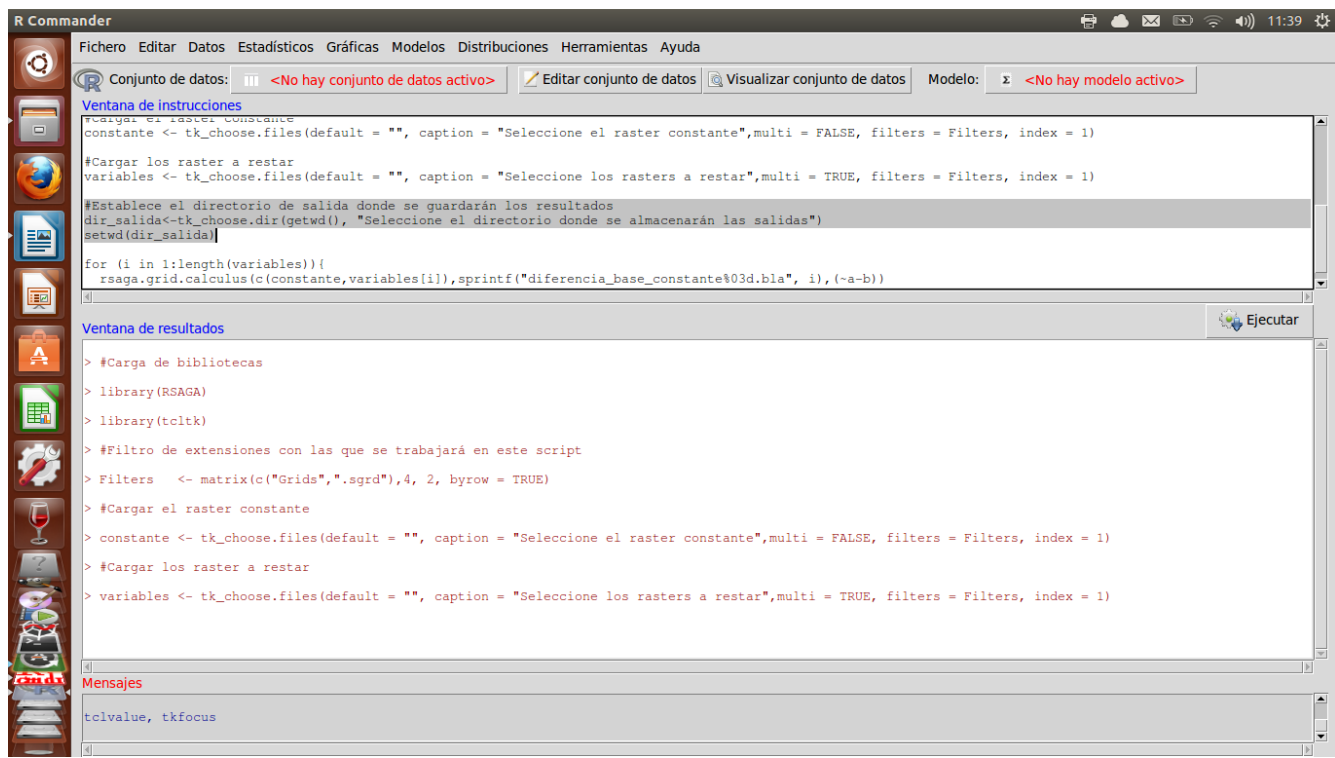 R Commander
11:39
Fichero Editar Datos Estadísticos Gráficas Modelos Distribuciones Herramientas Ayuda
R Conjunto de datos: <No hay conjunto de datos activo> Editar conjunto de datos Visualizar conjunto de datos Modelo: Σ <No hay modelo activo>
Ventana de instrucciones
#Cargar el raster constante
constante <- tk_choose.files(default = "", caption = "Seleccione el raster constante",multi = FALSE, filters = Filters, index = 1)
#Cargar los raster a restar
variables <- tk_choose.files(default = "", caption = "Seleccione los rasters a restar",multi = TRUE, filters = Filters, index = 1)
#Establece el directorio de salida donde se guardarán los resultados
dir_salida<-tk_choose.dir(getwd(), "Seleccione el directorio donde se almacenarán las salidas")
setwd(dir_salida)
for (i in 1:length(variables)){
rsaga.grid.calculus(c(constante,variables[i]),sprintf("diferencia_base_constante%03d.bla", i),(~a-b))
Ejecutar
Ventana de resultados
> #Carga de bibliotecas
> library(RSAGA)
> library(tcltk)
> #Filtro de extensiones con las que se trabajará en este script
> Filters   <- matrix(c("Grids",".sgrd"),4, 2, byrow = TRUE)
> #Cargar el raster constante
> constante <- tk_choose.files(default = "", caption = "Seleccione el raster constante",multi = FALSE, filters = Filters, index = 1)
> #Cargar los raster a restar
> variables <- tk_choose.files(default = "", caption = "Seleccione los rasters a restar",multi = TRUE, filters = Filters, index = 1)
Mensajes
tclvalue, tkfocus